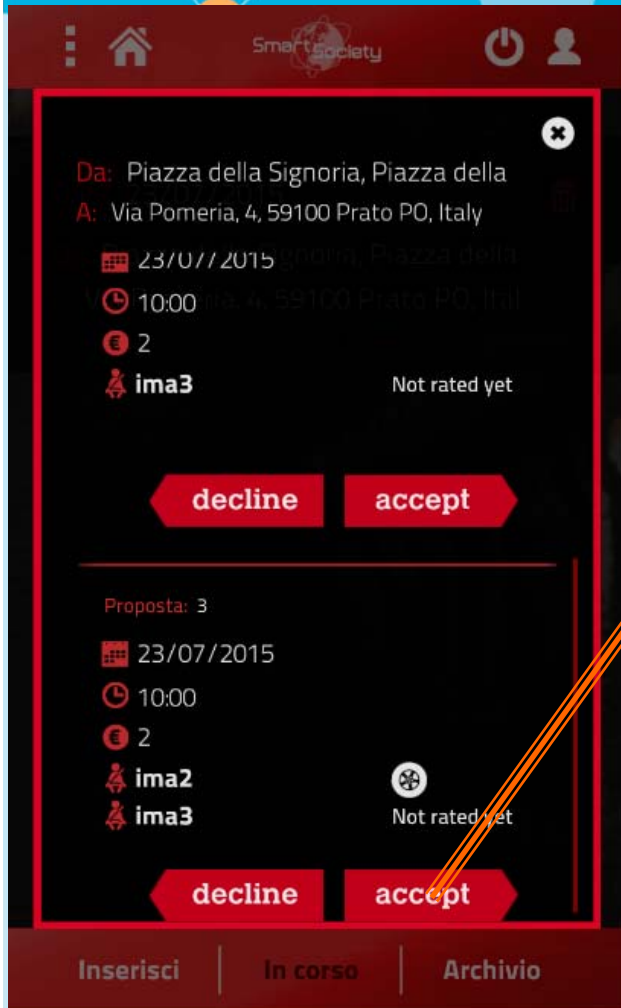 SmartSociety
Da: Piazza della Signoria, Piazza della
A: Via Pomeria, 4, 59100 Prato PO, Italy
23/07/2015
10:00
2
ima3 Not rated yet
decline accept
Proposta: 3
23/07/2015
10:00
2
ima2
ima3 Not rated yet
decline accept
Inserisci In corso Archivio